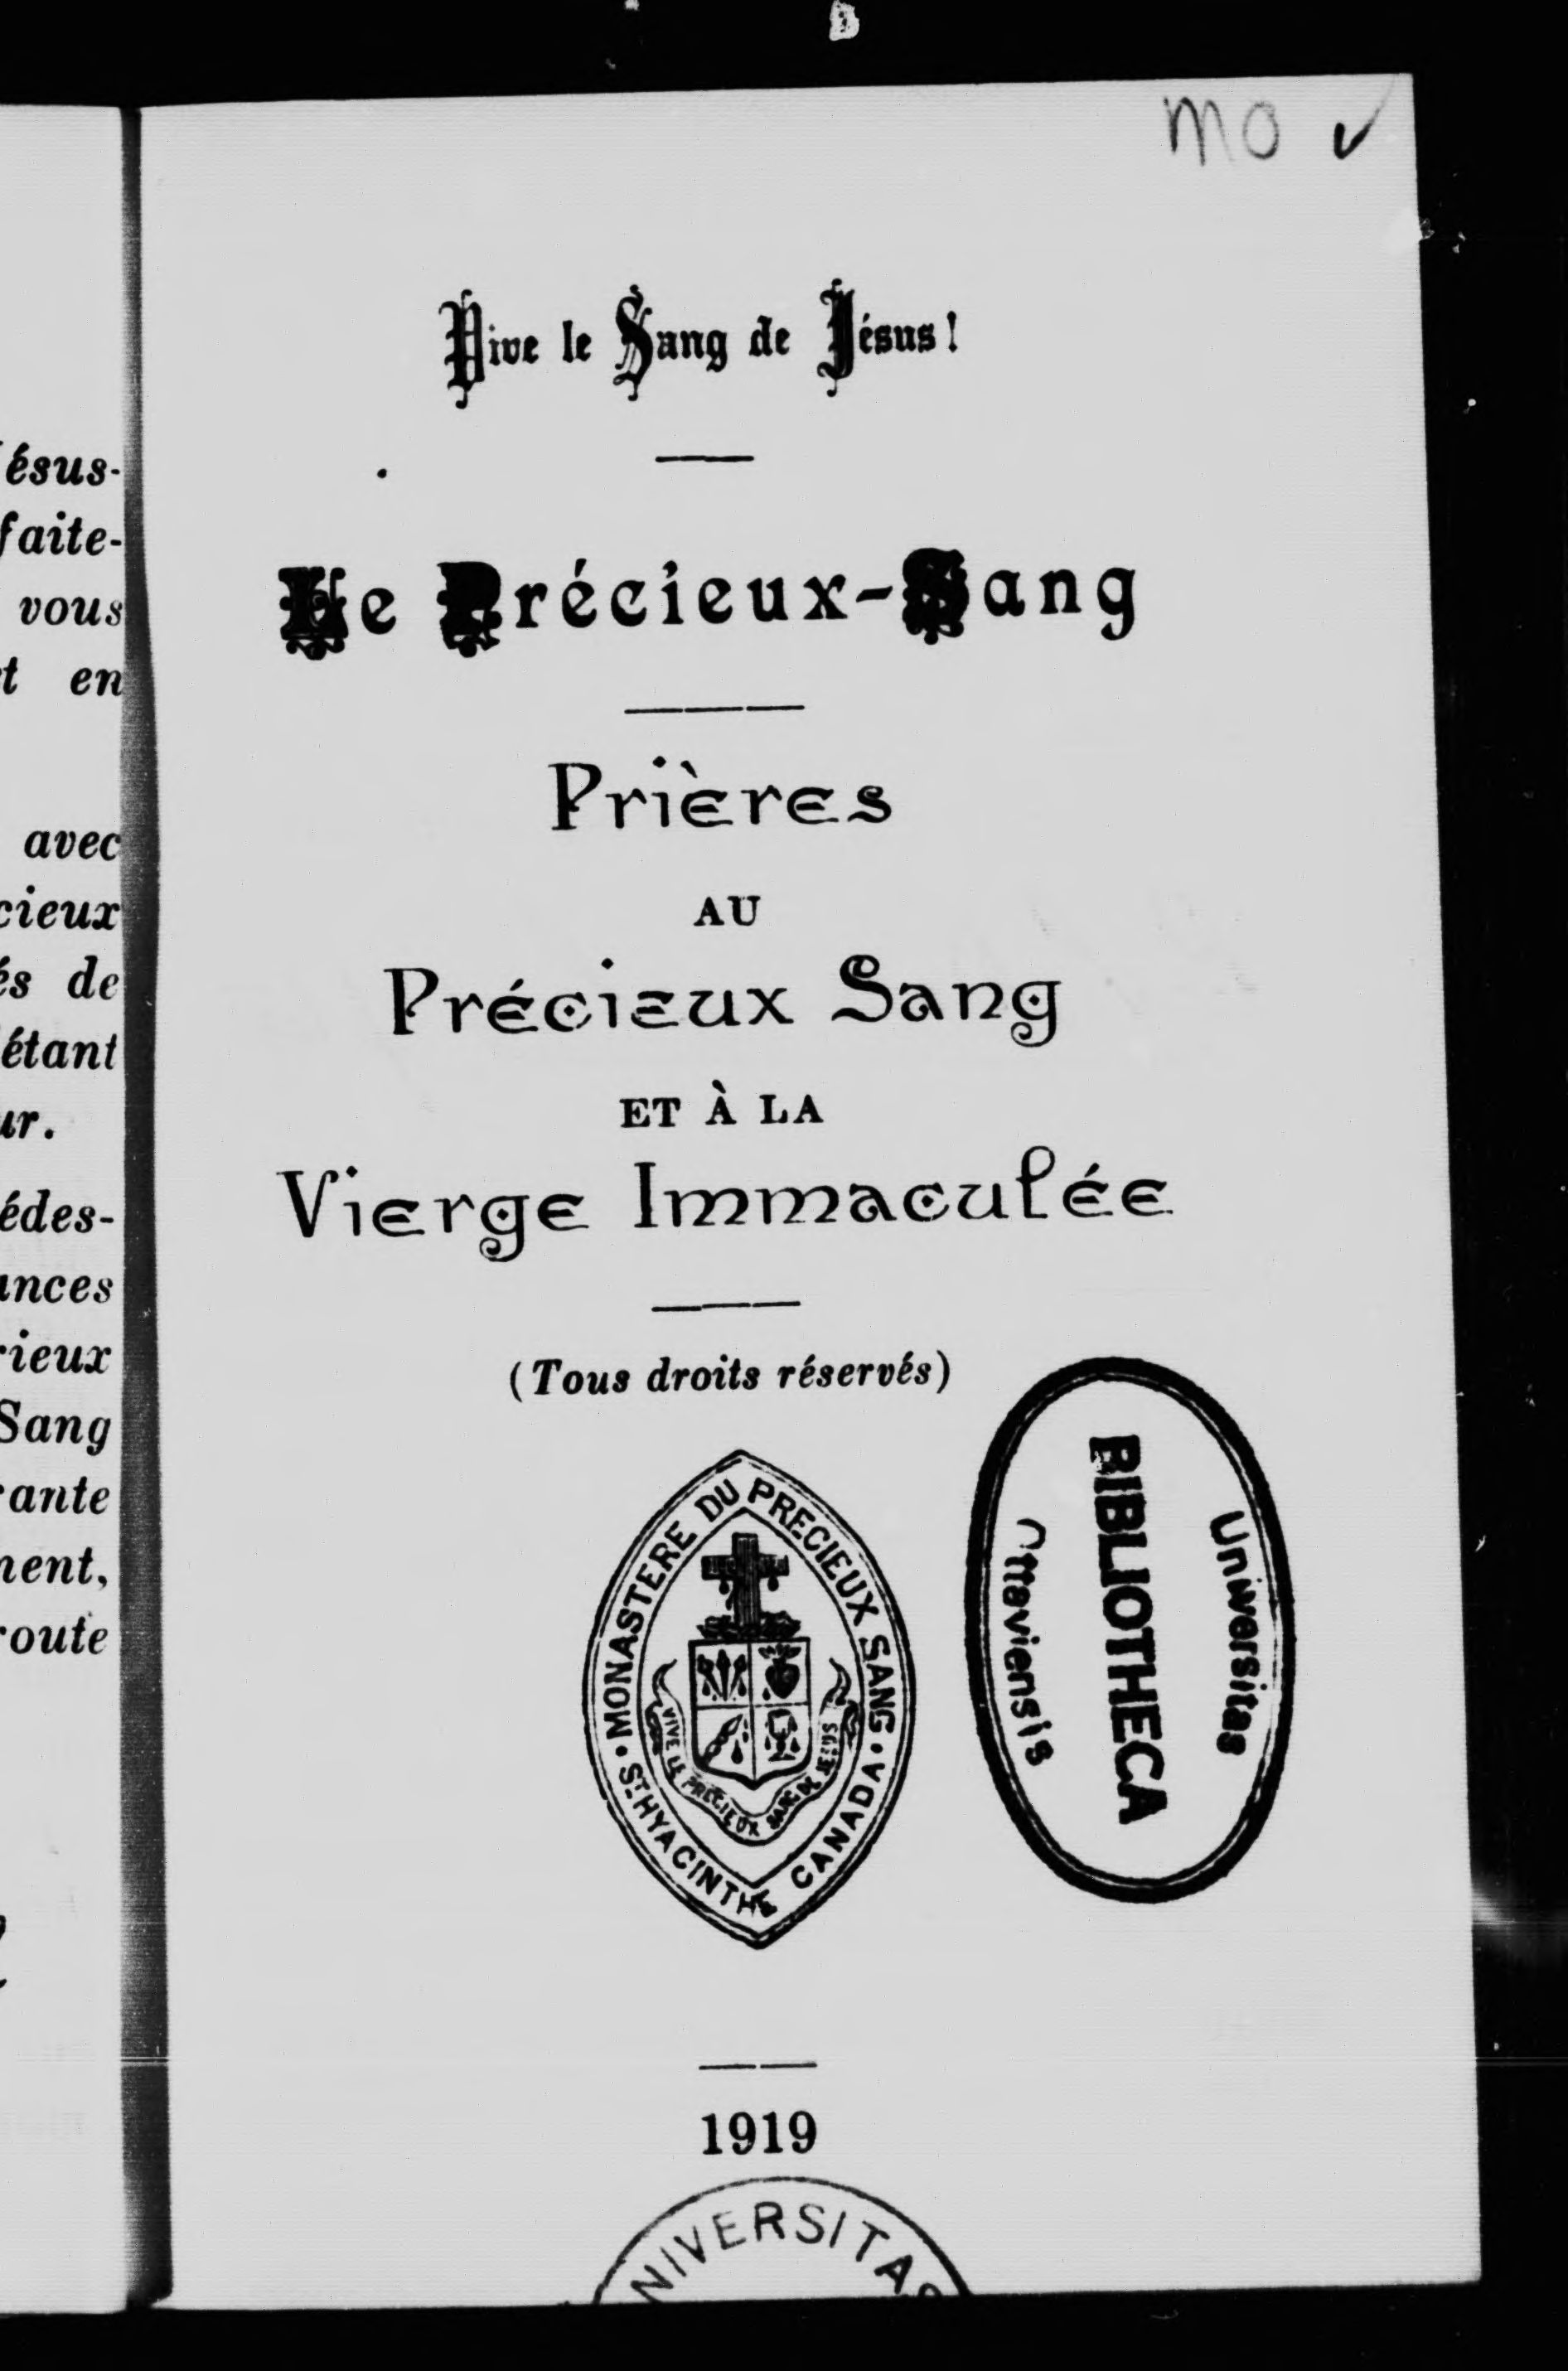 ésus-
faite-
vous
t en
avec
cieux
és de
étant
ur.
édes-
ances
rieux
Sang
rante
ment,
route
mo ✓
Vive le Sang de Jésus!
Le Précieux-Sang
Prières
AU
Précieux Sang
ET À LA
Vierge Immaculée
(Tous droits réservés)
MONASTERE DU PRECIEUX SANG.
ST HYACINTHE CANADA.
VIVE LE PRECIEUX SANG DE JESUS
Universitas
BIBLIOTHECA
Ottaviensis
1919
NIVERSITAS